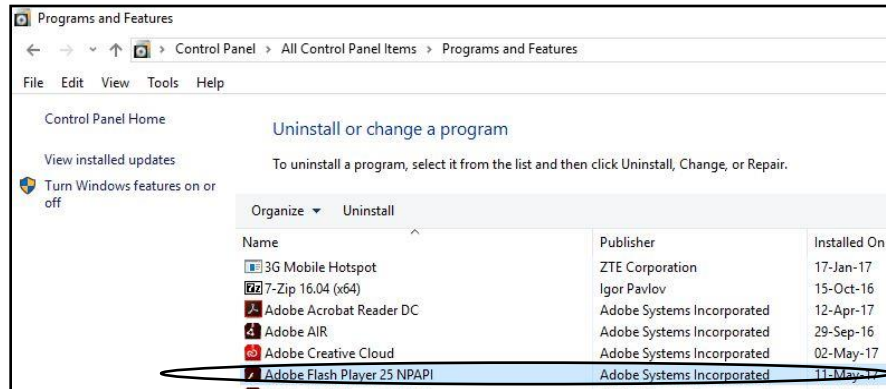 Programs and Features
Control Panel > All Control Panel Items > Programs and Features
File Edit View Tools Help
Control Panel Home
View installed updates
Turn Windows features on or
off
Uninstall or change a program
To uninstall a program, select it from the list and then click Uninstall, Change, or Repair.
Organize Uninstall
Name Publisher Installed On
3G Mobile Hotspot ZTE Corporation 17-Jan-17
7z 7-Zip 16.04 (x64) Igor Pavlov 15-Oct-16
Adobe Acrobat Reader DC Adobe Systems Incorporated 12-Apr-17
Adobe AIR Adobe Systems Incorporated 29-Sep-16
Adobe Creative Cloud Adobe Systems Incorporated 02-May-17
Adobe Flash Player 25 NPAPI Adobe Systems Incorporated 11-May-17